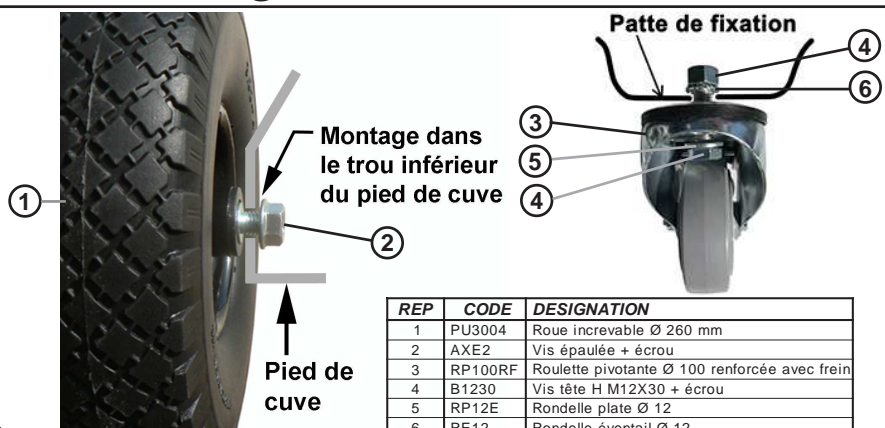 Patte de fixation
4
6
3
5
4
Montage dans
le trou inférieur
du pied de cuve
1
2
Pied de
cuve
REP CODE DESIGNATION
1 PU3004 Roue increvable Ø 260 mm
2 AXE2 Vis épaulée + écrou
3 RP100RF Roulette pivotante Ø 100 renforcée avec frein
4 B1230 Vis tête H M12X30 + écrou
5 RP12E Rondelle plate Ø 12
6 RE12 Rondelle éventail Ø 12